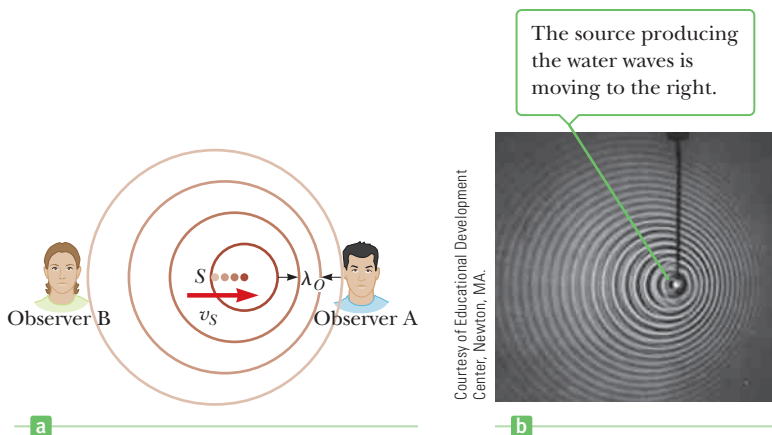 The source producing
the water waves is
moving to the right.
Courtesy of Educational Development
Center, Newton, MA.
S
λO
Observer B
vS
Observer A
a
b